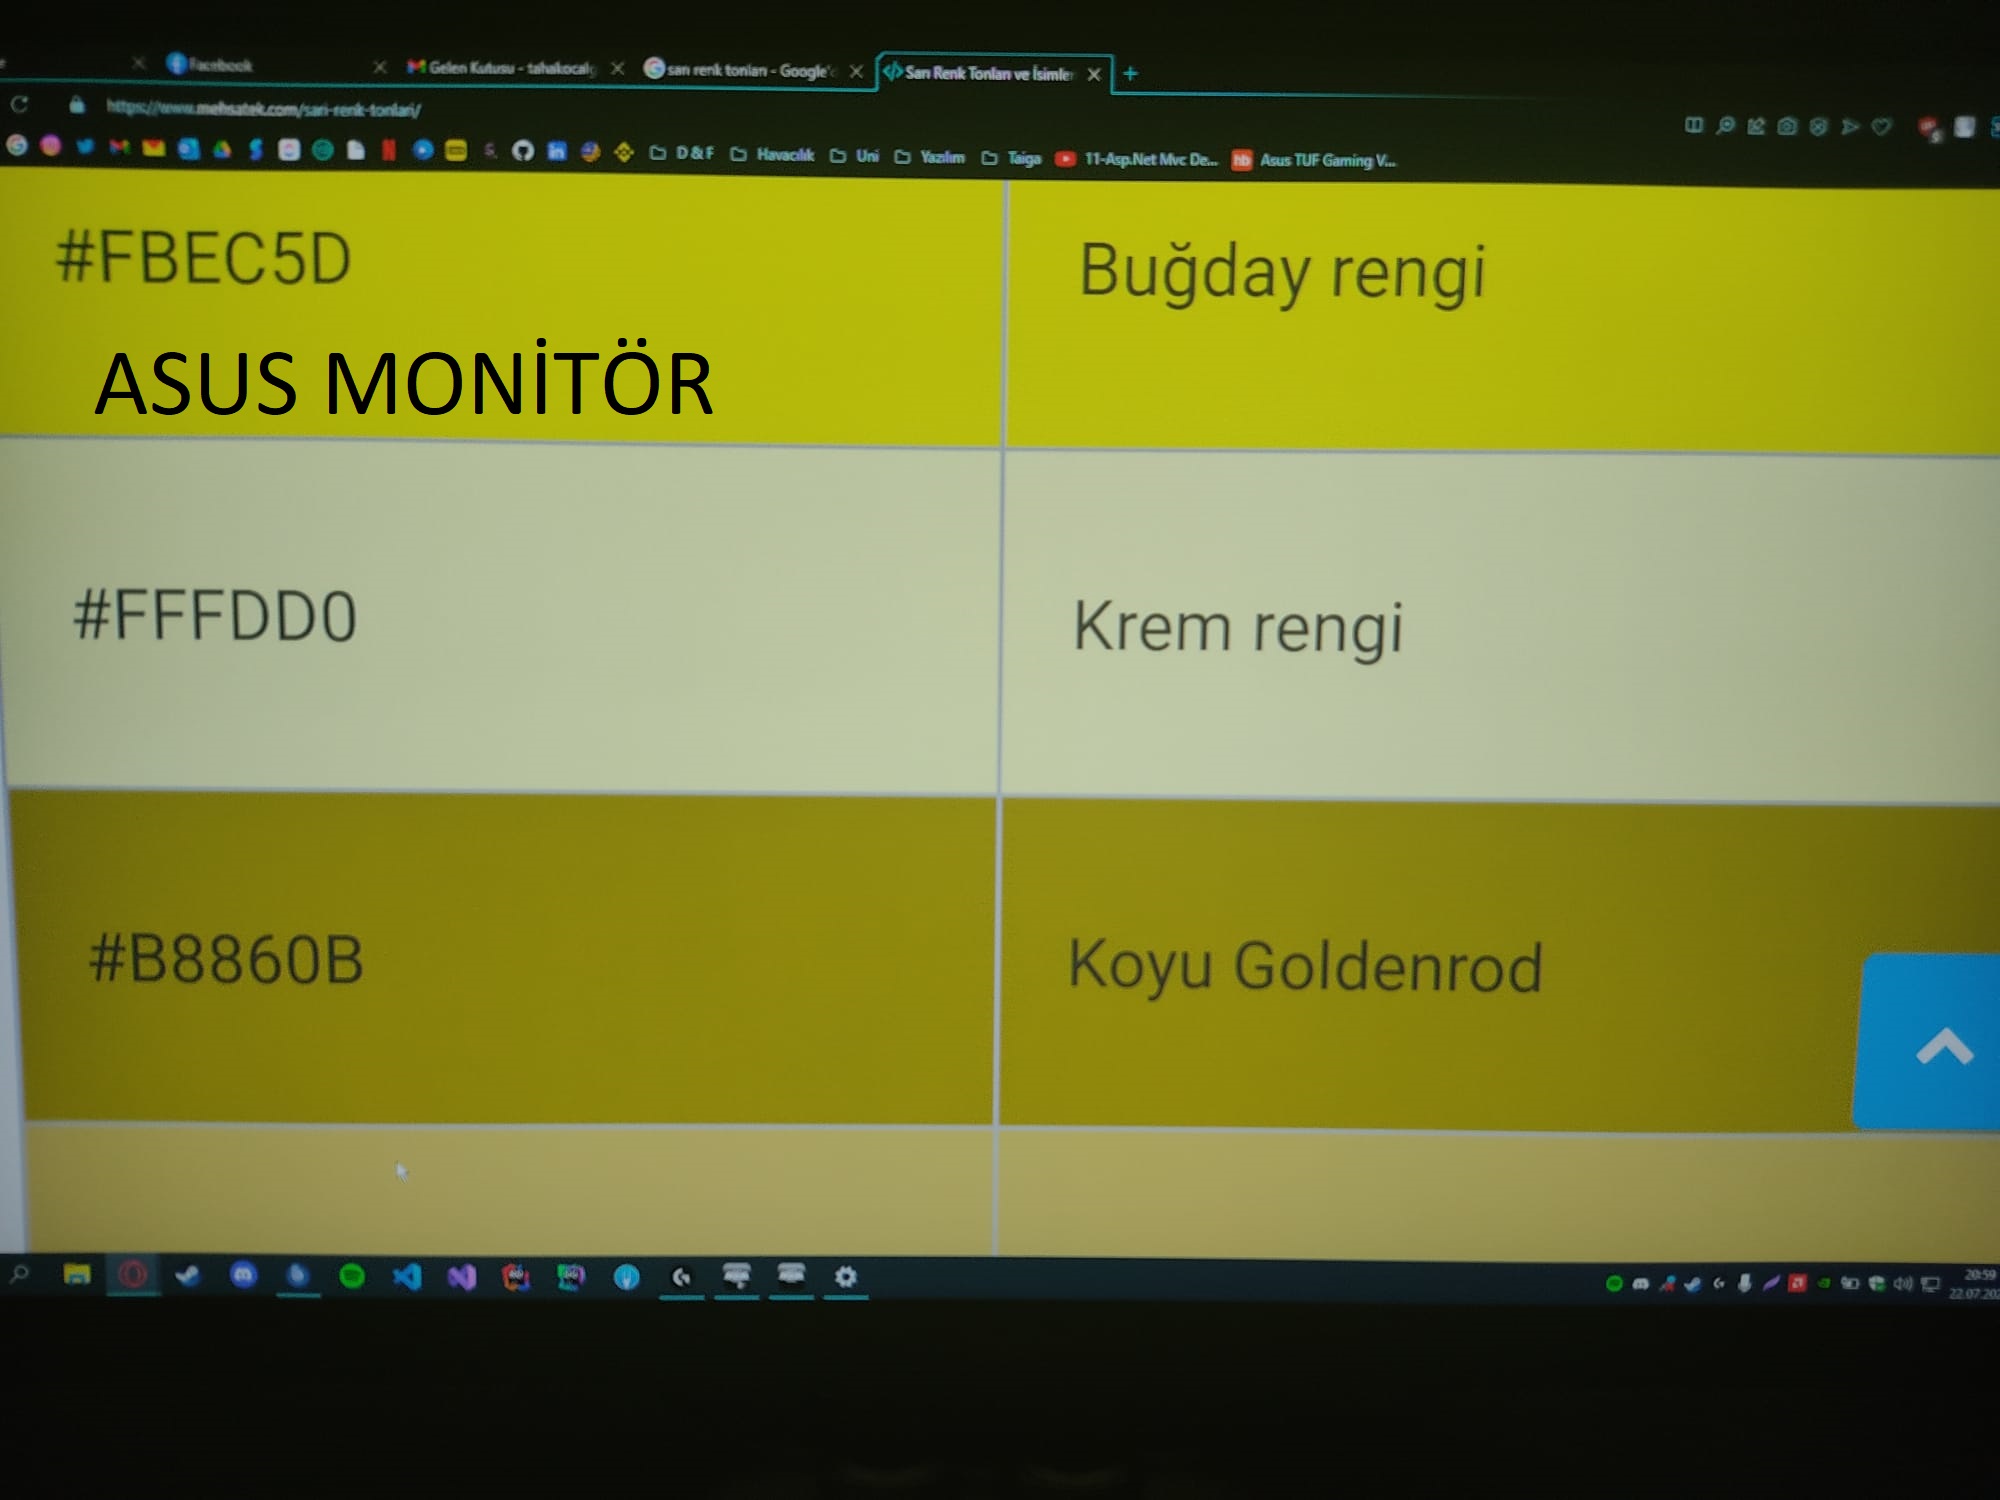 Facebook
Gelen Kutusu - tahakocal
sarı renk tonları - Google'
Sarı Renk Tonları ve İsimler
https://www.mehsatek.com/sari-renk-tonlari/
D&F
Havacılık
Uni
Yazılım
Taiga
11-Asp.Net Mvc De...
hb
Asus TUF Gaming V...
#FBEC5D
Buğday rengi
ASUS MONİTÖR
#FFFDD0
Krem rengi
#B8860B
Koyu Goldenrod
20:59
22.07.202